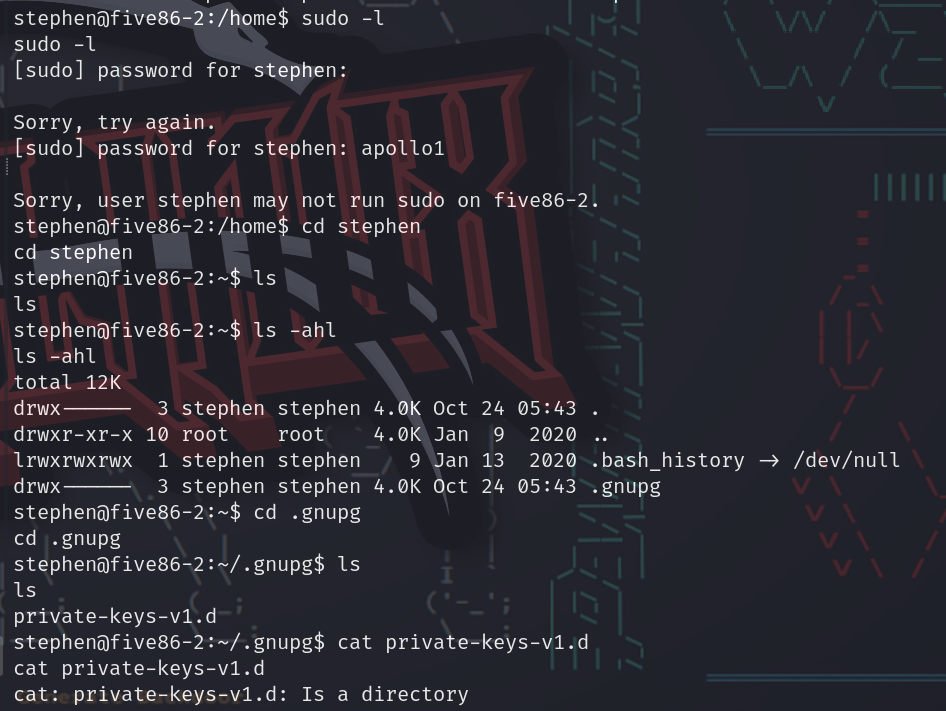 stephen@five86-2:/home$ sudo -l
sudo -l
[sudo] password for stephen:
Sorry, try again.
[sudo] password for stephen: apollo1
Sorry, user stephen may not run sudo on five86-2.
stephen@five86-2:/home$ cd stephen
cd stephen
stephen@five86-2:~$ ls
ls
stephen@five86-2:~$ ls -ahl
ls -ahl
total 12K
drwx------ 3 stephen stephen 4.0K Oct 24 05:43 .
drwxr-xr-x 10 root root 4.0K Jan 9 2020 ..
lrwxrwxrwx 1 stephen stephen 9 Jan 13 2020 .bash_history -> /dev/null
drwx------ 3 stephen stephen 4.0K Oct 24 05:43 .gnupg
stephen@five86-2:~$ cd .gnupg
cd .gnupg
stephen@five86-2:~/.gnupg$ ls
ls
private-keys-v1.d
stephen@five86-2:~/.gnupg$ cat private-keys-v1.d
cat private-keys-v1.d
cat: private-keys-v1.d: Is a directory